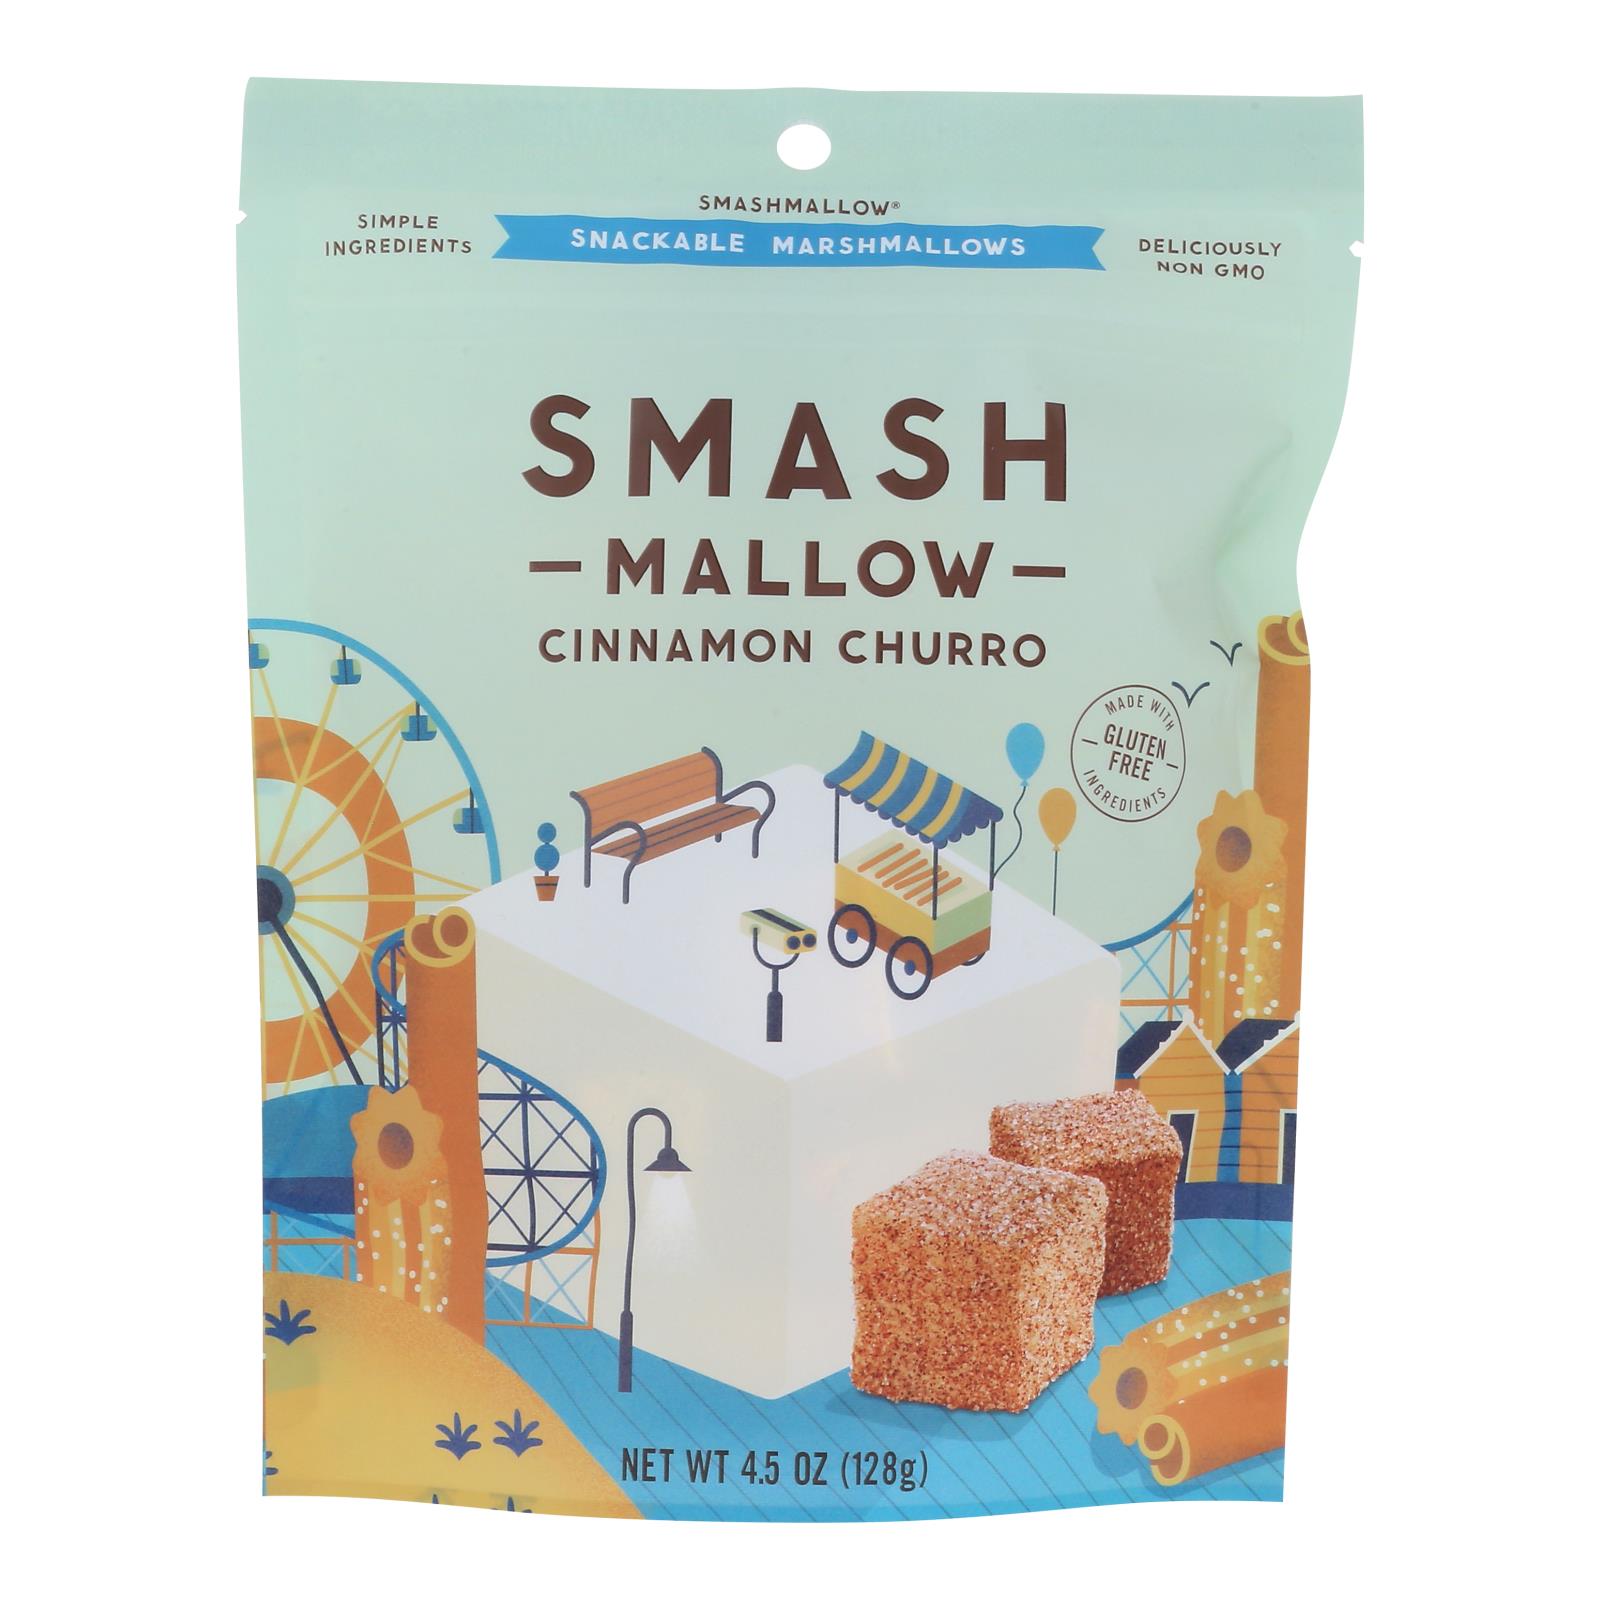 SMASHMALLOW®
SIMPLE
INGREDIENTS
SNACKABLE MARSHMALLOWS
DELICIOUSLY
NON GMO
SMASH
—MALLOW—
CINNAMON CHURRO
MADE WITH
—GLUTEN
FREE—
INGREDIENTS
NET WT 4.5 OZ (128g)